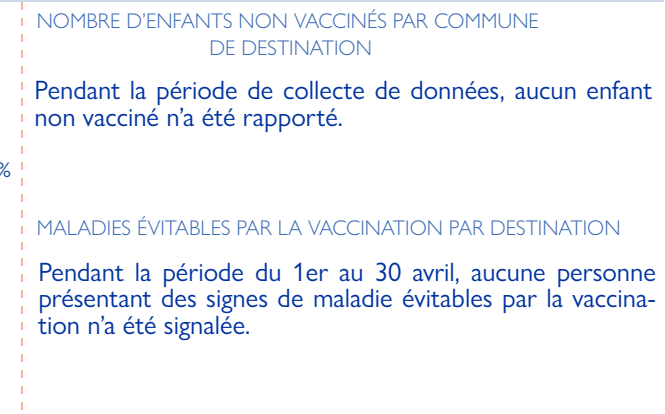 NOMBRE D'ENFANTS NON VACCINÉS PAR COMMUNE
DE DESTINATION
Pendant la période de collecte de données, aucun enfant
non vacciné n'a été rapporté.
%
MALADIES ÉVITABLES PAR LA VACCINATION PAR DESTINATION
Pendant la période du 1er au 30 avril, aucune personne
présentant des signes de maladie évitables par la vaccina-
tion n'a été signalée.